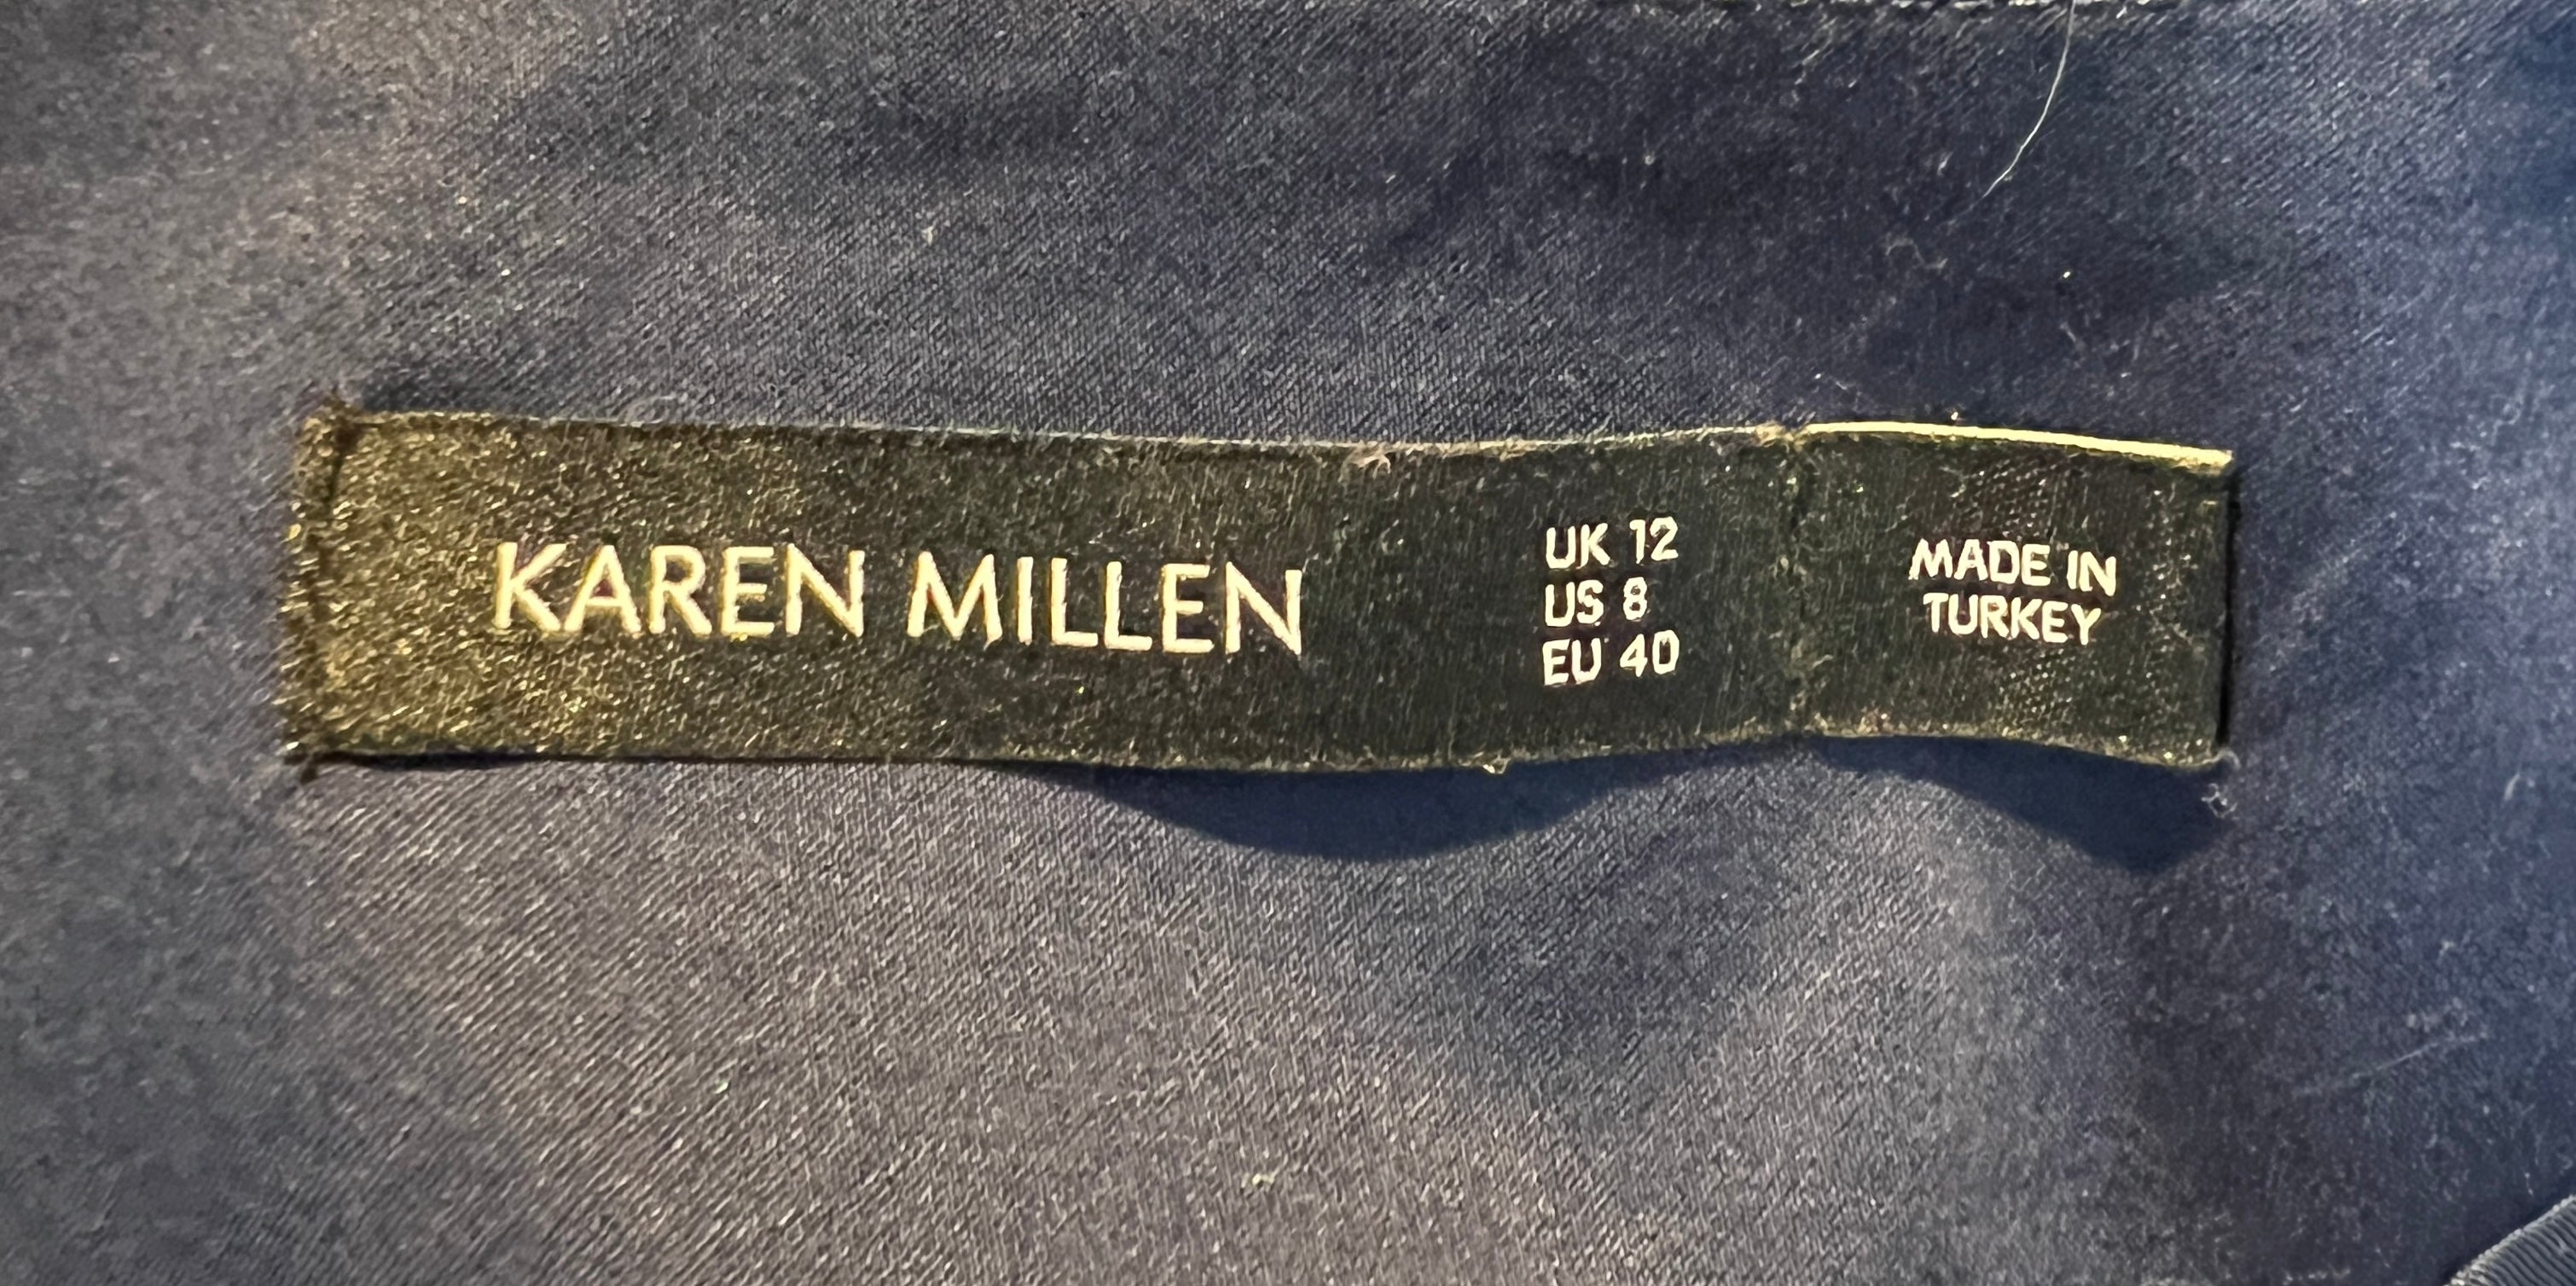 KAREN MILLEN
UK 12
US 8
EU 40
MADE IN
TURKEY